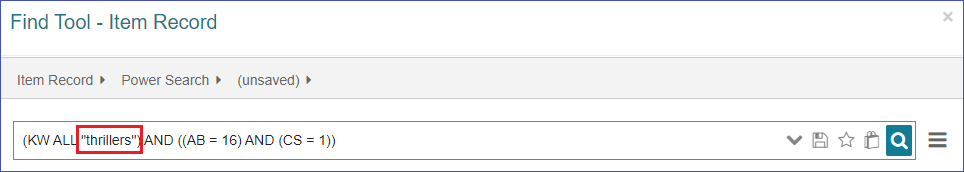 Find Tool - Item Record
Item Record Power Search (unsaved)
(KW ALL "thrillers") AND ((AB = 16) AND (CS = 1))